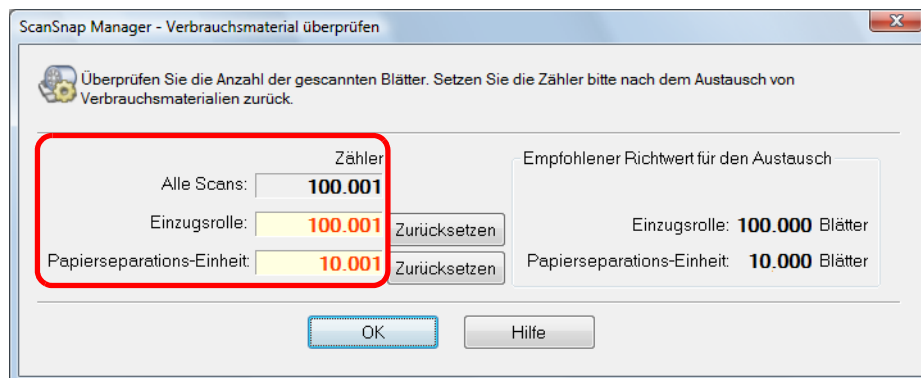 ScanSnap Manager - Verbrauchsmaterial überprüfen
Überprüfen Sie die Anzahl der gescannten Blätter. Setzen Sie die Zähler bitte nach dem Austausch von
Verbrauchsmaterialien zurück.
Zähler
Alle Scans: 100.001
Einzugsrolle: 100.001 Zurücksetzen
Papierseparations-Einheit: 10.001 Zurücksetzen
Empfohlener Richtwert für den Austausch
Einzugsrolle: 100.000 Blätter
Papierseparations-Einheit: 10.000 Blätter
OK
Hilfe